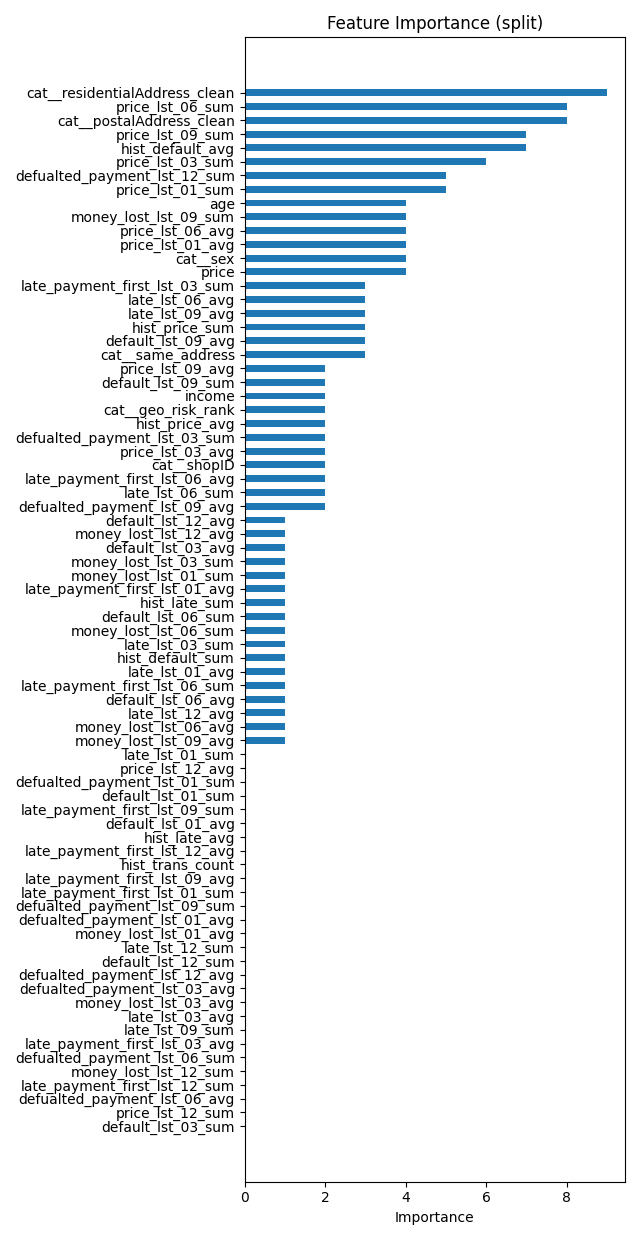 Feature Importance (split)
cat__residentialAddress_clean
price_lst_06_sum
cat__postalAddress_clean
price_lst_09_sum
hist_default_avg
price_lst_03_sum
defualted_payment_lst_12_sum
price_lst_01_sum
age
money_lost_lst_09_sum
price_lst_06_avg
price_lst_01_avg
cat__sex
price
late_payment_first_lst_03_sum
late_lst_06_avg
late_lst_09_avg
hist_price_sum
default_lst_09_avg
cat__same_address
price_lst_09_avg
default_lst_09_sum
income
cat__geo_risk_rank
hist_price_avg
defualted_payment_lst_03_sum
price_lst_03_avg
cat__shopID
late_payment_first_lst_06_avg
late_lst_06_sum
defualted_payment_lst_09_avg
default_lst_12_avg
money_lost_lst_12_avg
default_lst_03_avg
money_lost_lst_03_sum
money_lost_lst_01_sum
late_payment_first_lst_01_avg
hist_late_sum
default_lst_06_sum
money_lost_lst_06_sum
late_lst_03_sum
hist_default_sum
late_lst_01_avg
late_payment_first_lst_06_sum
default_lst_06_avg
late_lst_12_avg
money_lost_lst_06_avg
money_lost_lst_09_avg
late_lst_01_sum
price_lst_12_avg
defualted_payment_lst_01_sum
default_lst_01_sum
late_payment_first_lst_09_sum
default_lst_01_avg
hist_late_avg
late_payment_first_lst_12_avg
hist_trans_count
late_payment_first_lst_09_avg
late_payment_first_lst_01_sum
defualted_payment_lst_09_sum
defualted_payment_lst_01_avg
money_lost_lst_01_avg
late_lst_12_sum
default_lst_12_sum
defualted_payment_lst_12_avg
defualted_payment_lst_03_avg
money_lost_lst_03_avg
late_lst_03_avg
late_lst_09_sum
late_payment_first_lst_03_avg
defualted_payment_lst_06_sum
money_lost_lst_12_sum
late_payment_first_lst_12_sum
defualted_payment_lst_06_avg
price_lst_12_sum
default_lst_03_sum
0 2 4 6 8
Importance